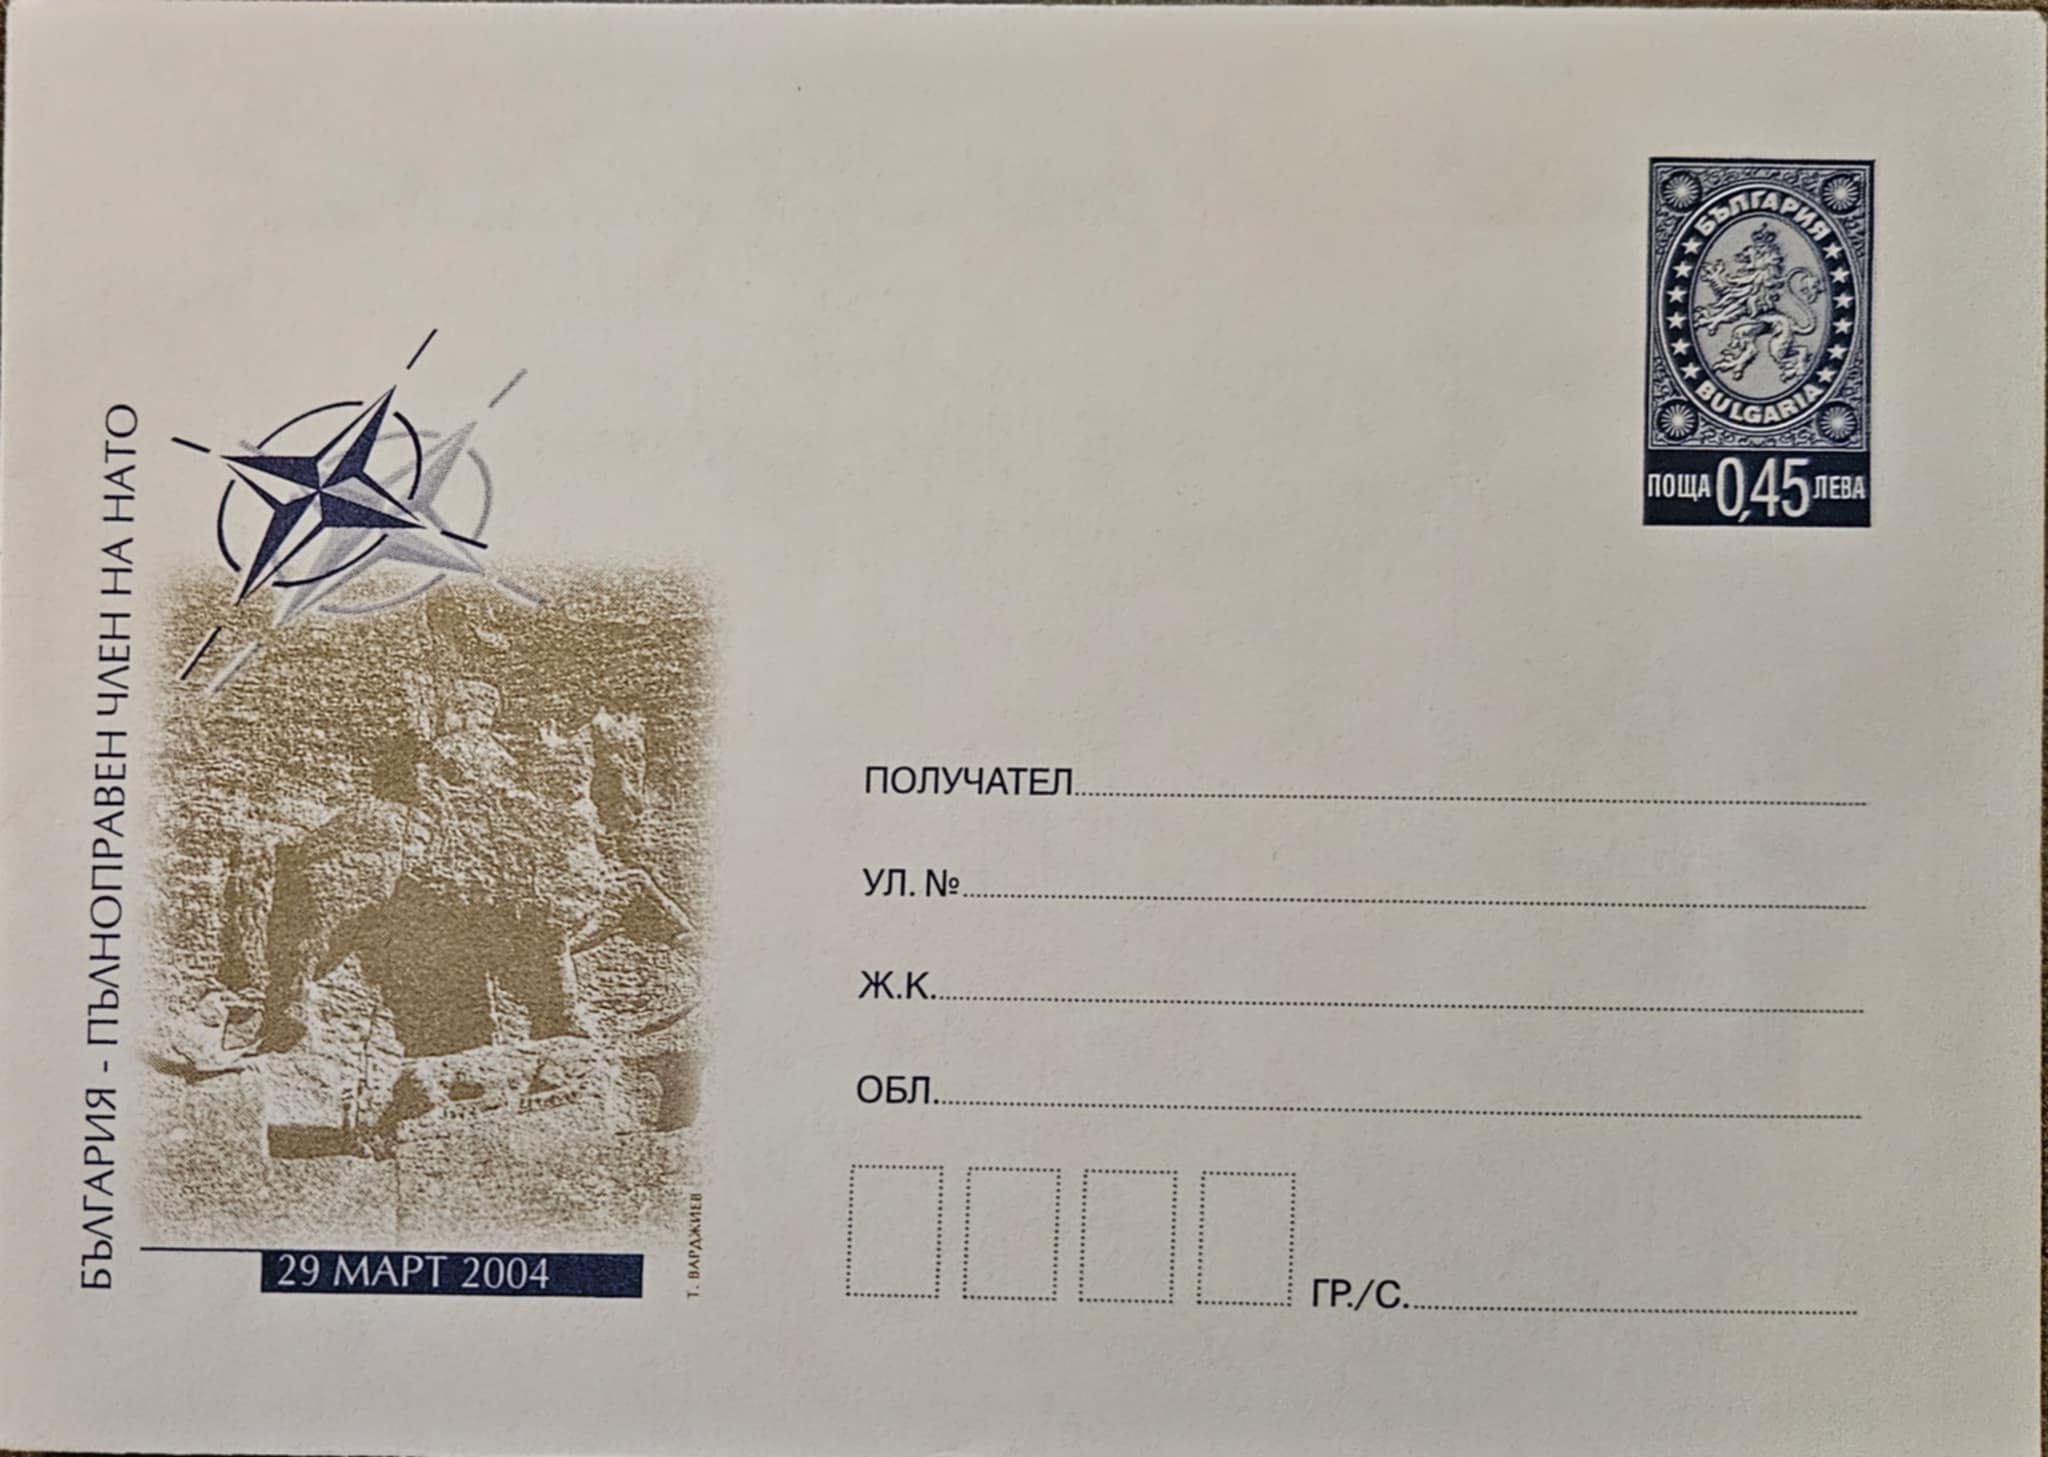 БЪЛГАРИЯ - ПЪЛНОПРАВЕН ЧЛЕН НА НАТО
29 МАРТ 2004
Т. ВАРДЖИЕВ
БЪЛГАРИЯ
BULGARIA
ПОЩА 0,45 ЛЕВА
ПОЛУЧАТЕЛ
УЛ. №
Ж.К.
ОБЛ.
ГР./С.